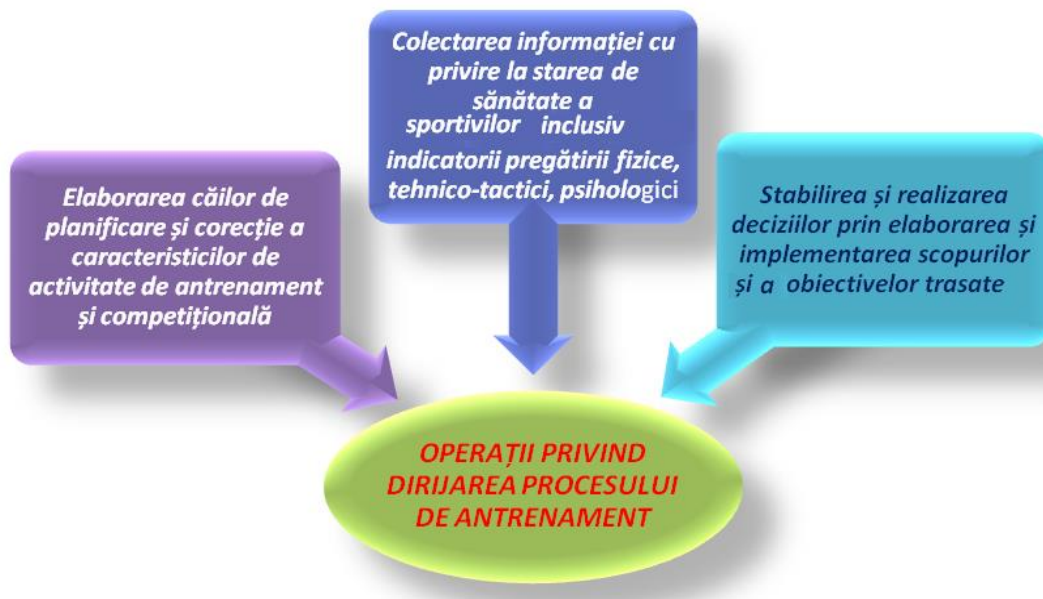 Colectarea informației cu
privire la starea de
sănătate a
sportivilor inclusiv
indicatorii pregătirii fizice,
tehnico-tactici, psihologici
Elaborarea căilor de
planificare și corecție a
caracteristicilor de
activitate de antrenament
și competițională
Stabilirea și realizarea
deciziilor prin elaborarea și
implementarea scopurilor
și a obiectivelor trasate
OPERAȚII PRIVIND
DIRIJAREA PROCESULUI
DE ANTRENAMENT